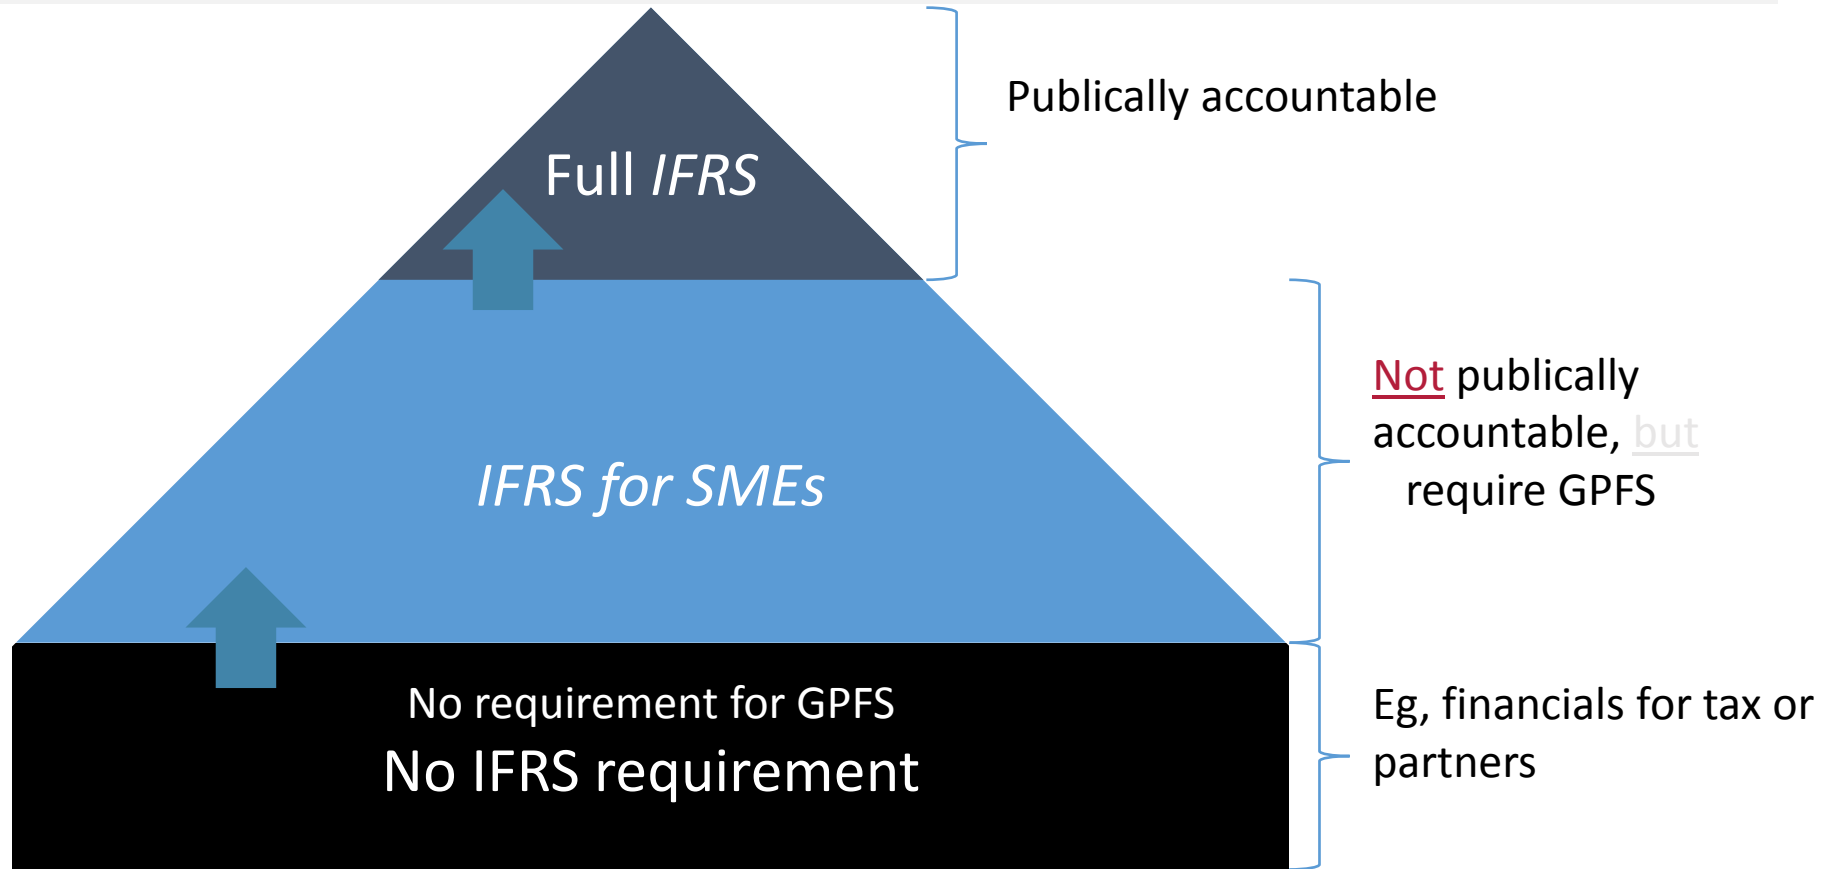 Publically accountable
Full IFRS
Not publically
accountable, but
require GPFS
IFRS for SMEs
No requirement for GPFS
No IFRS requirement
Eg, financials for tax or
partners